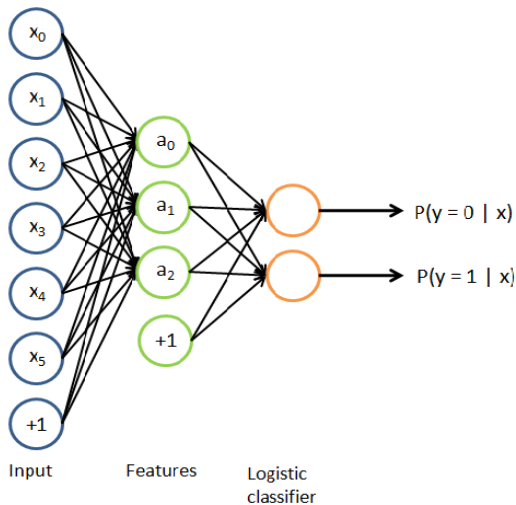 x0
x1
x2
x3
x4
x5
+1
Input
a0
a1
a2
+1
Features
Logistic
classifier
P(y = 0 | x)
P(y = 1 | x)